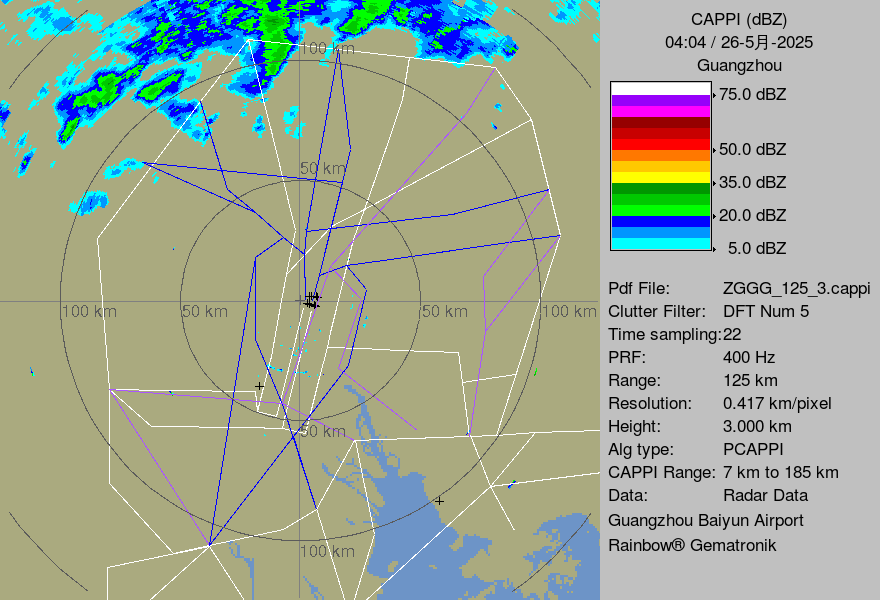 100 km
50 km
100 km
50 km
50 km
100 km
50 km
100 km
CAPPI (dBZ)
04:04 / 26-5月-2025
Guangzhou
75.0 dBZ
50.0 dBZ
35.0 dBZ
20.0 dBZ
5.0 dBZ
Pdf File: ZGGG_125_3.cappi
Clutter Filter: DFT Num 5
Time sampling:22
PRF: 400 Hz
Range: 125 km
Resolution: 0.417 km/pixel
Height: 3.000 km
Alg type: PCAPPI
CAPPI Range: 7 km to 185 km
Data: Radar Data
Guangzhou Baiyun Airport
Rainbow® Gematronik